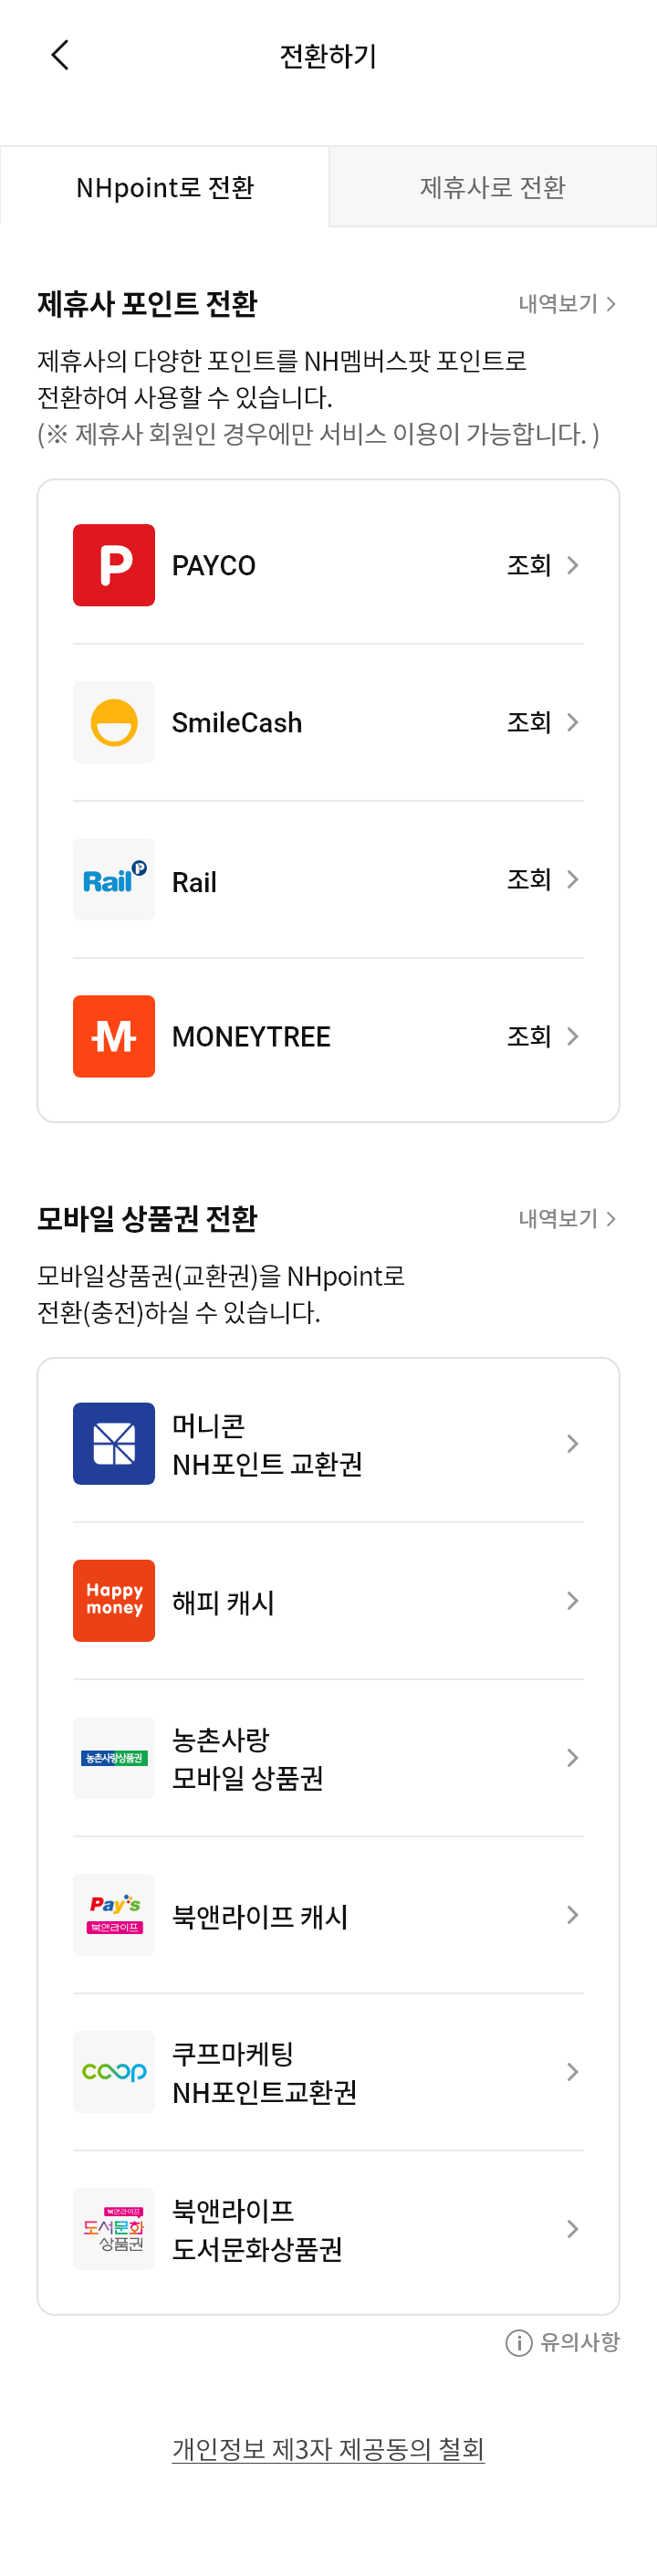 전환하기
NHpoint로 전환
제휴사로 전환
제휴사 포인트 전환
내역보기
제휴사의 다양한 포인트를 NH멤버스팟 포인트로
전환하여 사용할 수 있습니다.
(※ 제휴사 회원인 경우에만 서비스 이용이 가능합니다. )
P
PAYCO
조회
SmileCash
조회
Rail P
Rail
조회
M
MONEYTREE
조회
모바일 상품권 전환
내역보기
모바일상품권(교환권)을 NHpoint로
전환(충전)하실 수 있습니다.
머니콘
NH포인트 교환권
Happy
money
해피 캐시
농촌사랑상품권
농촌사랑
모바일 상품권
Pay's
북앤라이프
북앤라이프 캐시
coop
쿠프마케팅
NH포인트교환권
북앤라이프
도서문화
상품권
북앤라이프
도서문화상품권
유의사항
개인정보 제3자 제공동의 철회